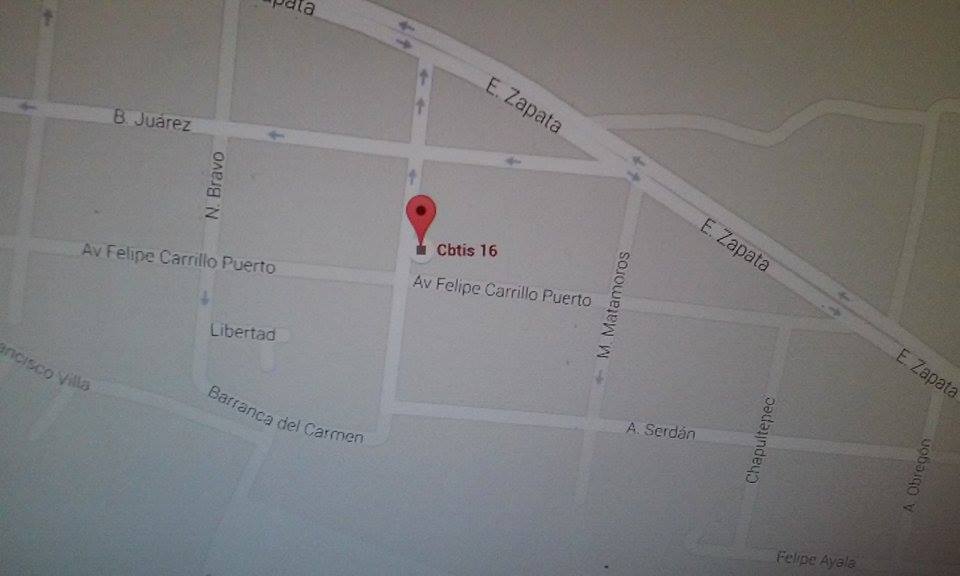 zapata
E. Zapata
B. Juárez
N. Bravo
E. Zapata
Av Felipe Carrillo Puerto
Cbtis 16
Av Felipe Carrillo Puerto
M. Matamoros
Libertad
E. Zapata
ancisco Villa
Barranca del Carmen
A. Serdán
Chapultepec
A. Obregón
Felipe Ayala